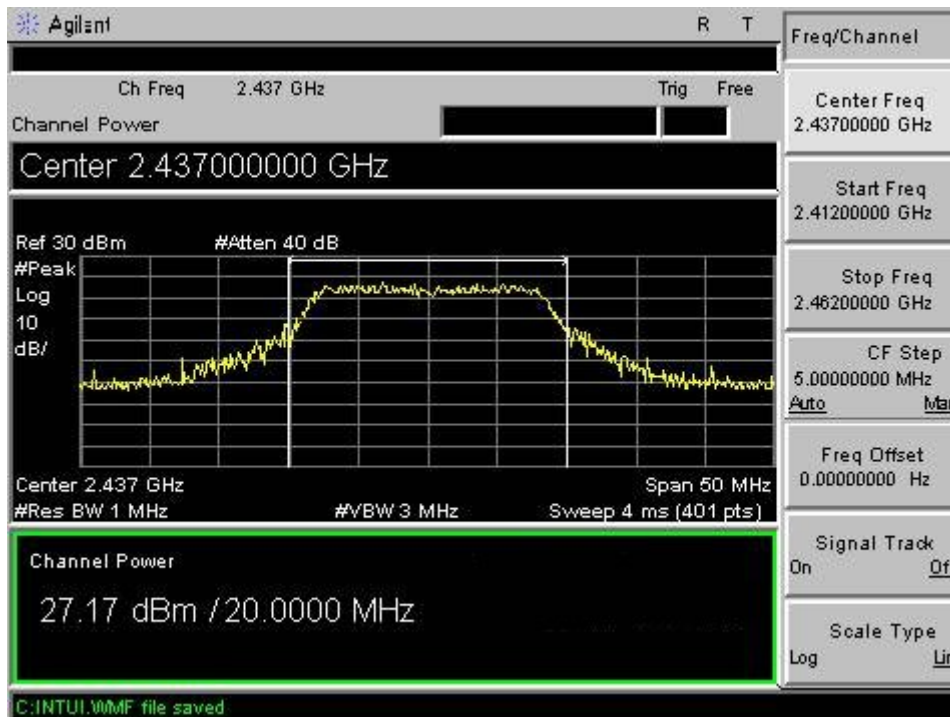 Agilent R T
Ch Freq 2.437 GHz Trig Free
Channel Power
Center 2.437000000 GHz
Ref 30 dBm #Atten 40 dB
#Peak
Log
10
dB/
Center 2.437 GHz Span 50 MHz
#Res BW 1 MHz #VBW 3 MHz Sweep 4 ms (401 pts)
Channel Power
27.17 dBm /20.0000 MHz
C:INTUI.WMF file saved
Freq/Channel
Center Freq
2.43700000 GHz
Start Freq
2.41200000 GHz
Stop Freq
2.46200000 GHz
CF Step
5.00000000 MHz
Auto Ma
Freq Offset
0.00000000 Hz
Signal Track
On Of
Scale Type
Log Li